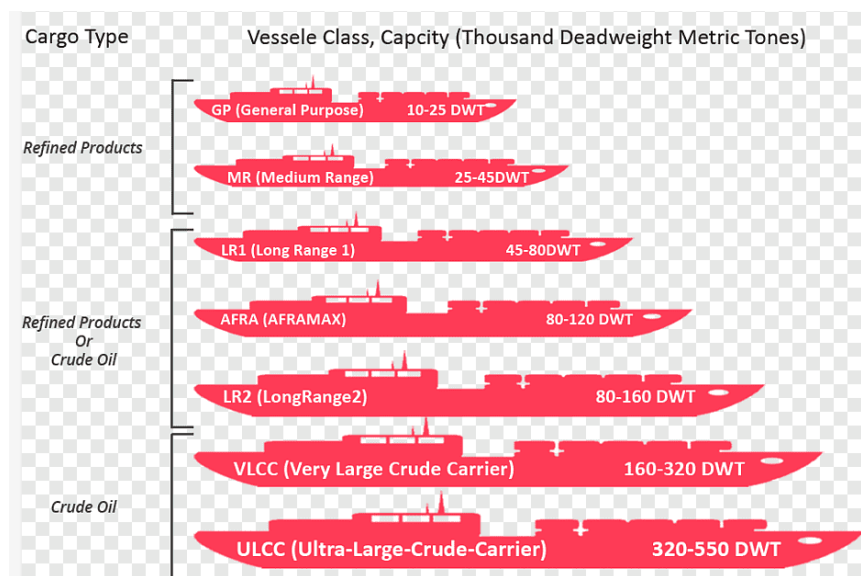 Cargo Type
Vessele Class, Capcity (Thousand Deadweight Metric Tones)
Refined Products
GP (General Purpose) 10-25 DWT
MR (Medium Range) 25-45DWT
Refined Products
Or
Crude Oil
LR1 (Long Range 1) 45-80DWT
AFRA (AFRAMAX) 80-120 DWT
LR2 (LongRange2) 80-160 DWT
Crude Oil
VLCC (Very Large Crude Carrier) 160-320 DWT
ULCC (Ultra-Large-Crude-Carrier) 320-550 DWT